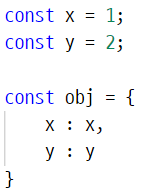 const x = 1;
const y = 2;

const obj = {
    x : x,
    y : y
}